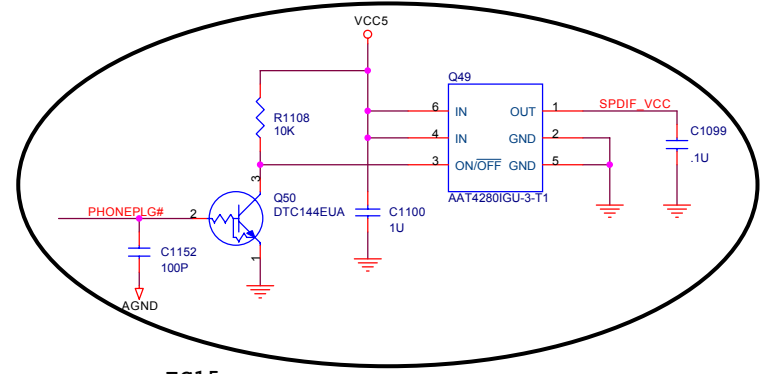 VCC5
Q49
R1108
10K
6
IN
OUT
1
SPDIF_VCC
4
IN
GND
2
C1099
.1U
3
ON/OFF
GND
5
AAT4280IGU-3-T1
3
Q50
DTC144EUA
PHONEPLG#
2
C1100
1U
C1152
100P
1
AGND